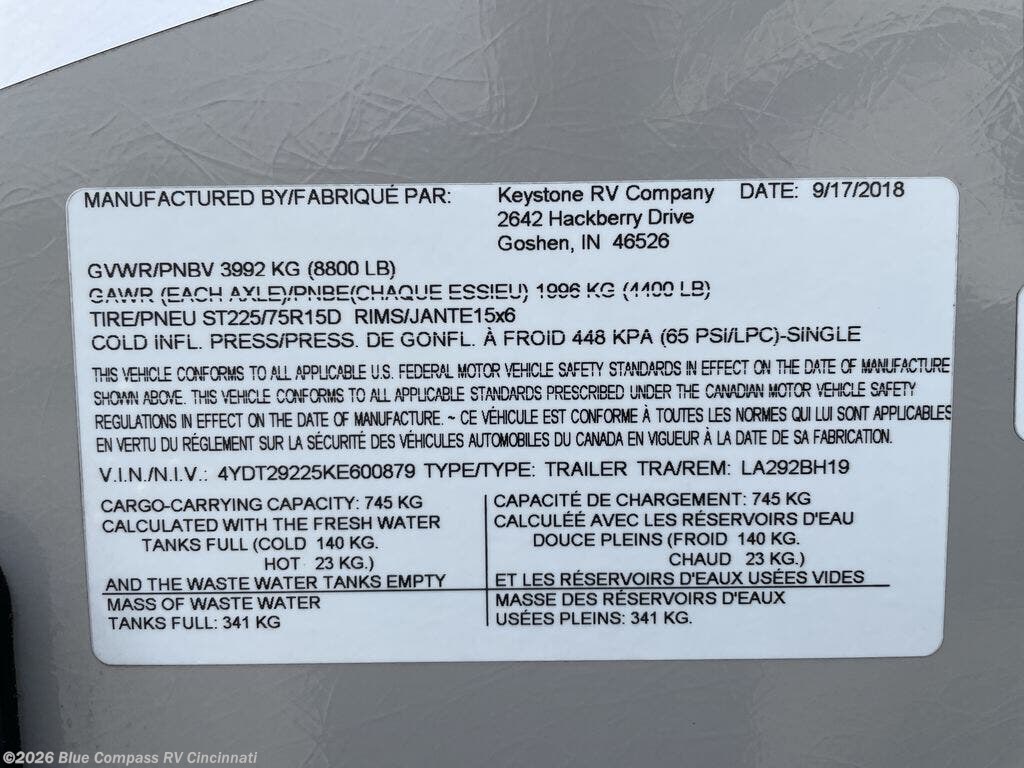 MANUFACTURED BY/FABRIQUÉ PAR: Keystone RV Company DATE: 9/17/2018
2642 Hackberry Drive
Goshen, IN 46526
GVWR/PNBV 3992 KG (8800 LB)
GAWR (EACH AXLE)/PNBE(CHAQUE ESSIEU) 1996 KG (4400 LB)
TIRE/PNEU ST225/75R15D RIMS/JANTE15x6
COLD INFL. PRESS/PRESS. DE GONFL. À FROID 448 KPA (65 PSI/LPC)-SINGLE
THIS VEHICLE CONFORMS TO ALL APPLICABLE U.S. FEDERAL MOTOR VEHICLE SAFETY STANDARDS IN EFFECT ON THE DATE OF MANUFACTURE
SHOWN ABOVE. THIS VEHICLE CONFORMS TO ALL APPLICABLE STANDARDS PRESCRIBED UNDER THE CANADIAN MOTOR VEHICLE SAFETY
REGULATIONS IN EFFECT ON THE DATE OF MANUFACTURE. ~ CE VÉHICULE EST CONFORME À TOUTES LES NORMES QUI LUI SONT APPLICABLES
EN VERTU DU RÉGLEMENT SUR LA SÉCURITÉ DES VÉHICULES AUTOMOBILES DU CANADA EN VIGUEUR À LA DATE DE SA FABRICATION.
V.I.N./N.I.V.: 4YDT29225KE600879 TYPE/TYPE: TRAILER TRA/REM: LA292BH19
CARGO-CARRYING CAPACITY: 745 KG
CALCULATED WITH THE FRESH WATER
TANKS FULL (COLD 140 KG.
HOT 23 KG.)
AND THE WASTE WATER TANKS EMPTY
MASS OF WASTE WATER
TANKS FULL: 341 KG
CAPACITÉ DE CHARGEMENT: 745 KG
CALCULÉE AVEC LES RÉSERVOIRS D'EAU
DOUCE PLEINS (FROID 140 KG.
CHAUD 23 KG.)
ET LES RÉSERVOIRS D'EAUX USÉES VIDES
MASSE DES RÉSERVOIRS D'EAUX
USÉES PLEINS: 341 KG.
©2026 Blue Compass RV Cincinnati